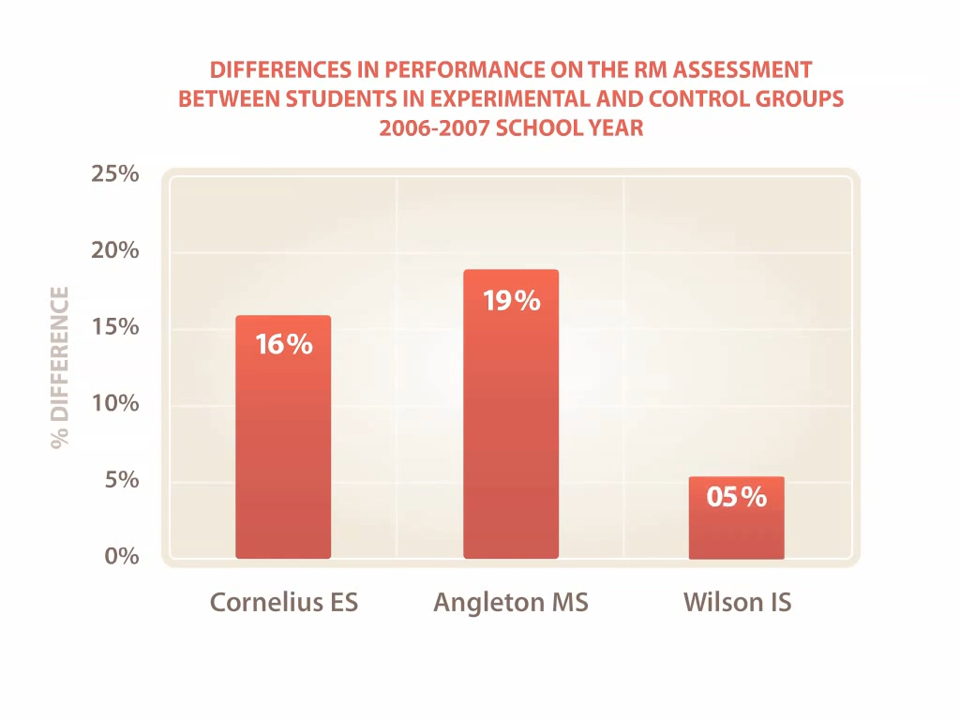 DIFFERENCES IN PERFORMANCE ON THE RM ASSESSMENT
BETWEEN STUDENTS IN EXPERIMENTAL AND CONTROL GROUPS
2006-2007 SCHOOL YEAR
25%
20%
15%
10%
5%
0%
% DIFFERENCE
16%
19%
05%
Cornelius ES
Angleton MS
Wilson IS